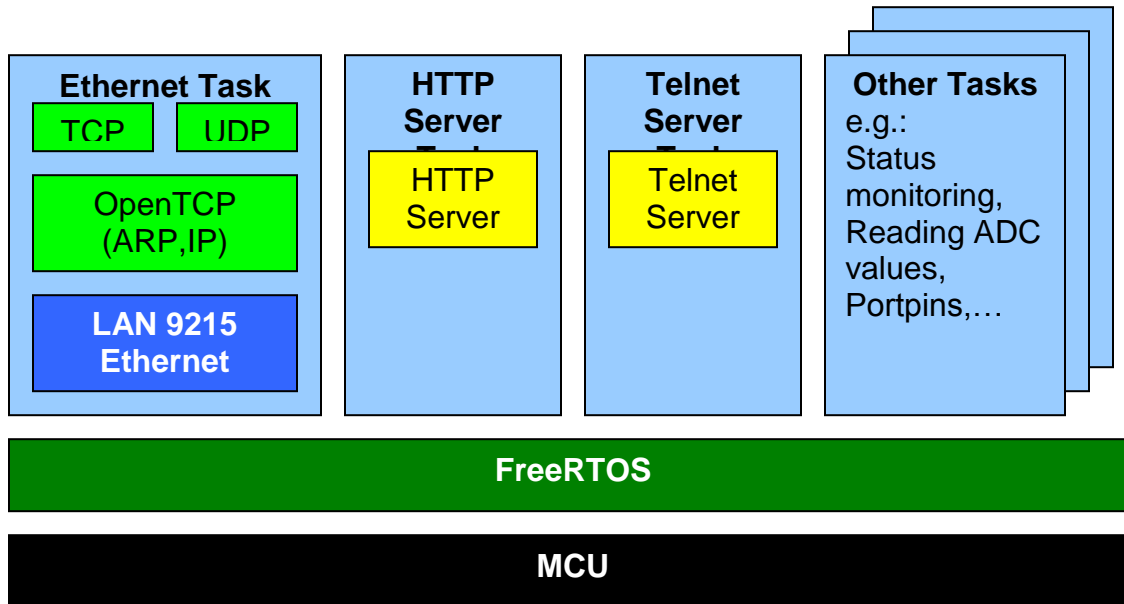 Ethernet Task
TCP
UDP
OpenTCP
(ARP,IP)
LAN 9215
Ethernet
HTTP
Server
HTTP
Server
Telnet
Server
Telnet
Server
Other Tasks
e.g.:
Status
monitoring,
Reading ADC
values,
Portpins,…
FreeRTOS
MCU